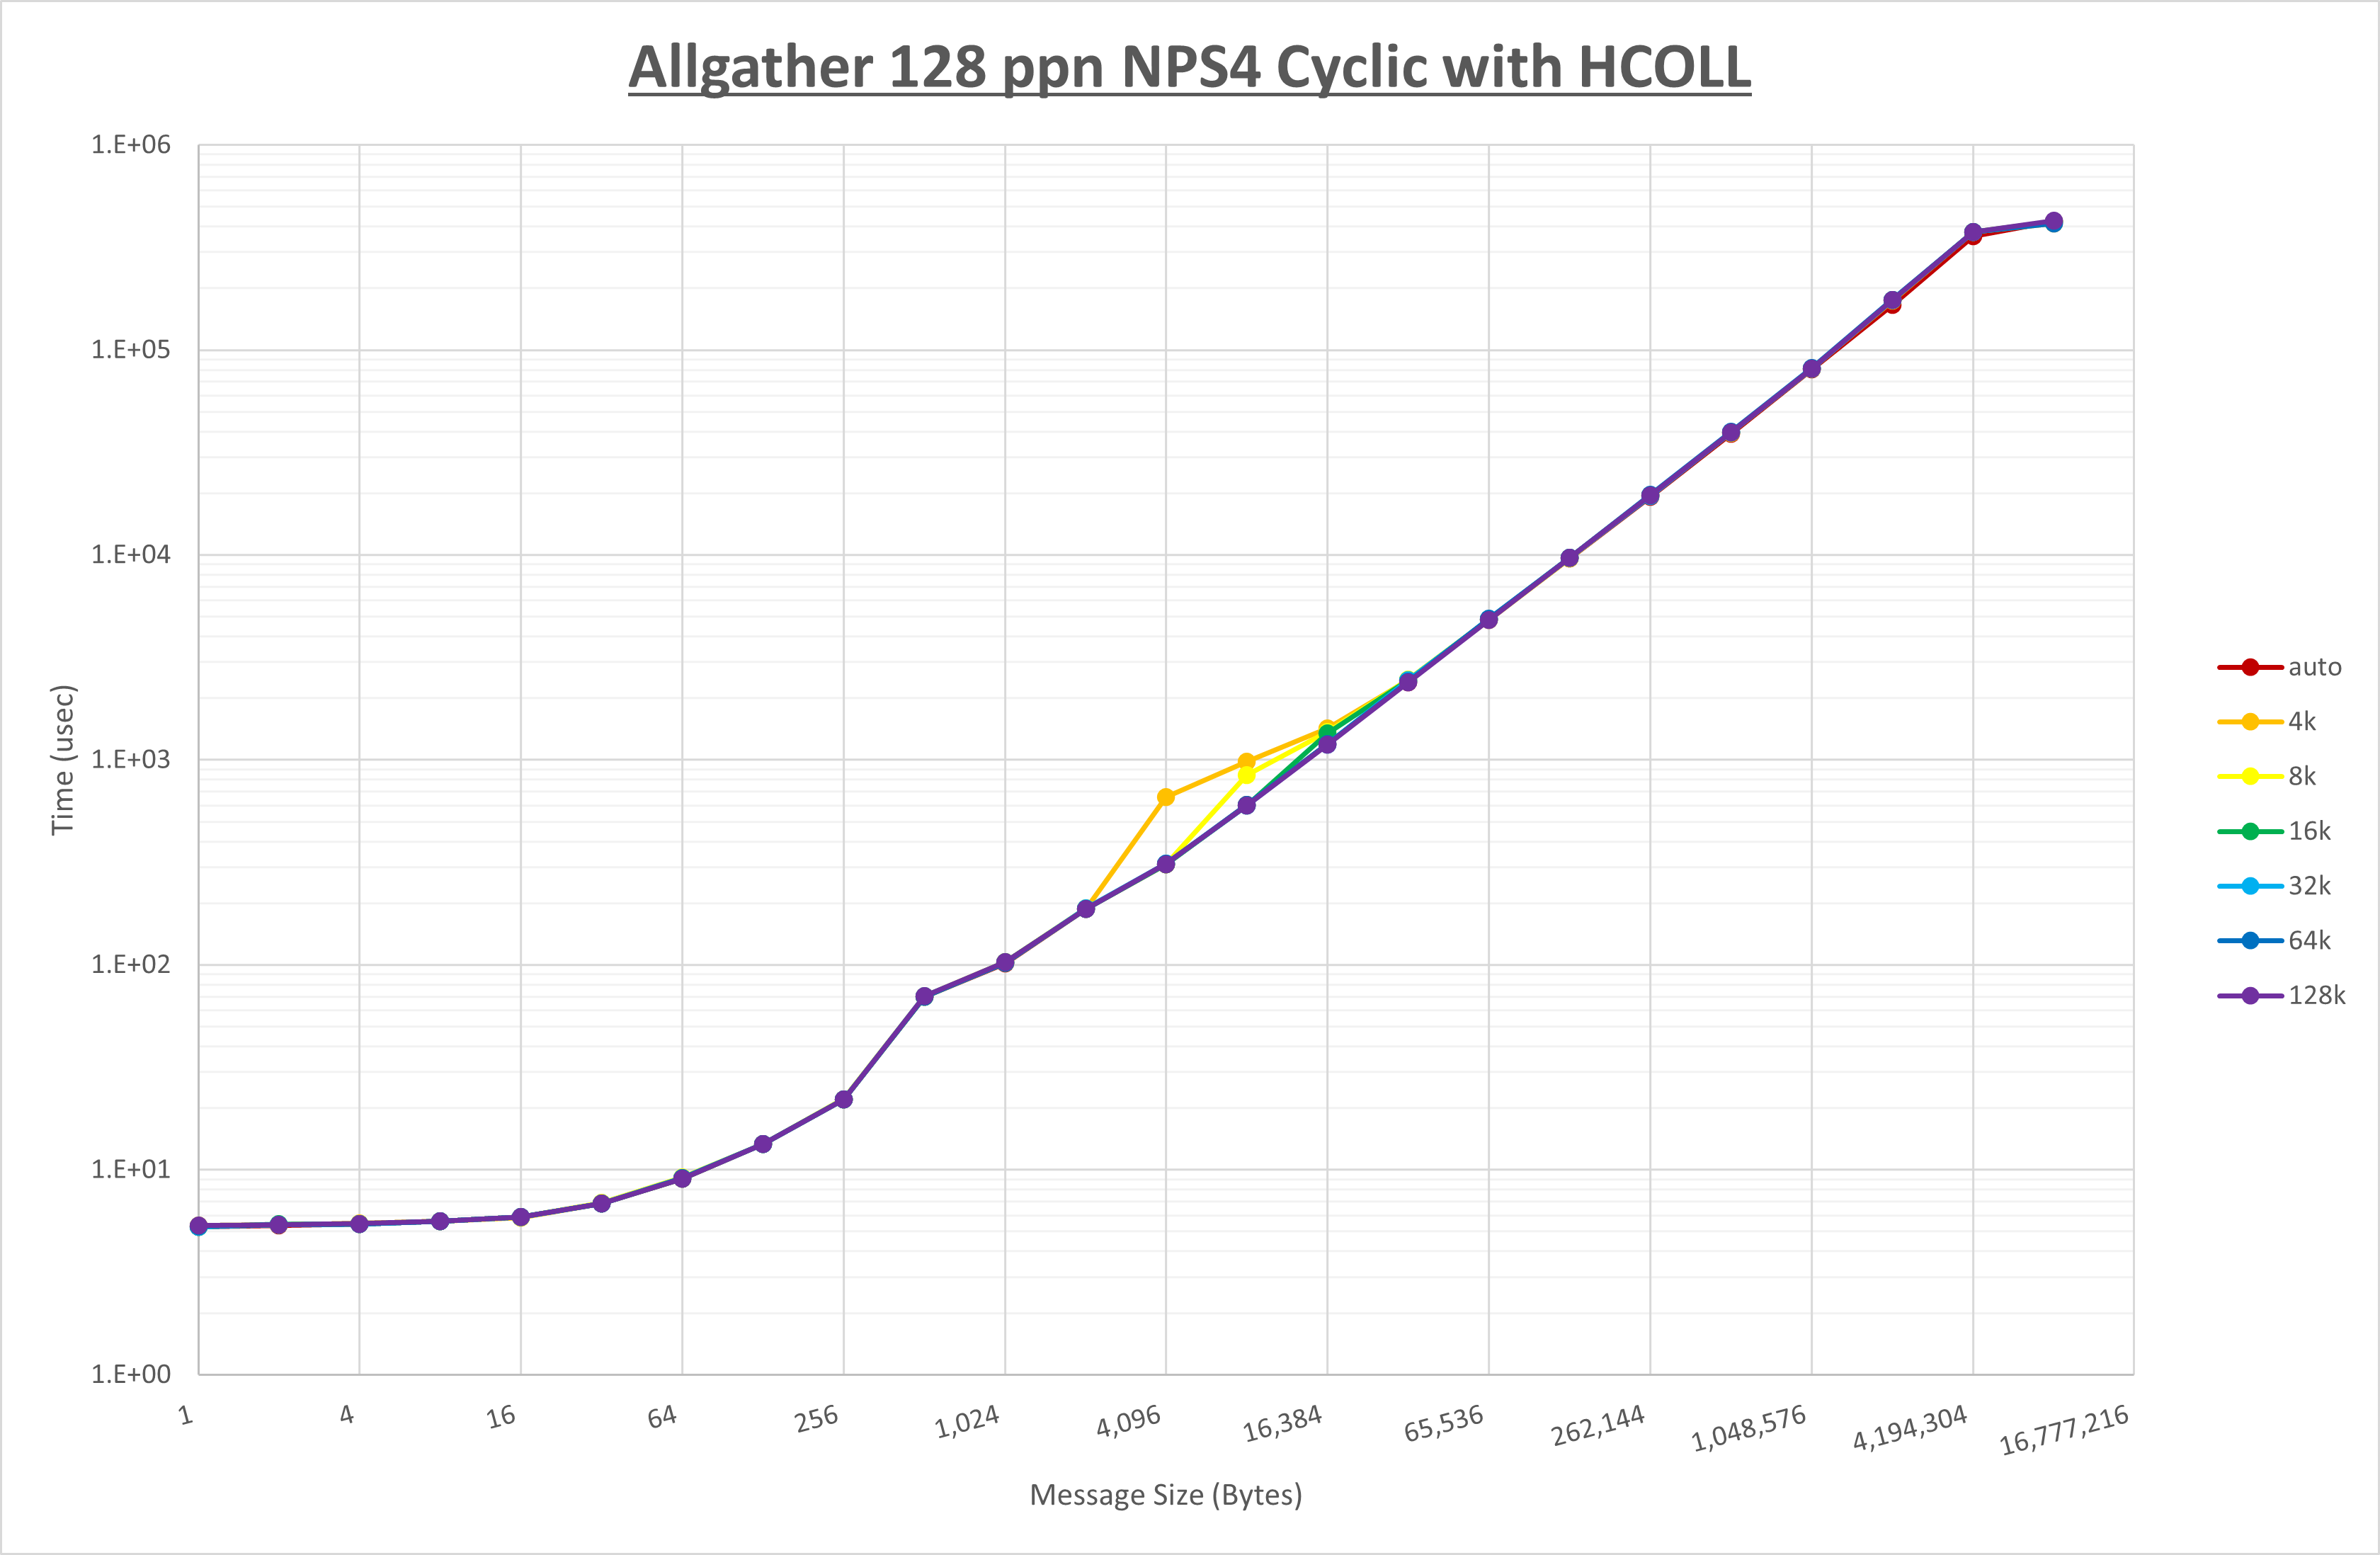 Allgather 128 ppn NPS4 Cyclic with HCOLL
1.E+06
1.E+05
1.E+04
1.E+03
1.E+02
1.E+01
1.E+00
Time (usec)
1
4
16
64
256
1,024
4,096
16,384
65,536
262,144
1,048,576
4,194,304
16,777,216
Message Size (Bytes)
auto
4k
8k
16k
32k
64k
128k